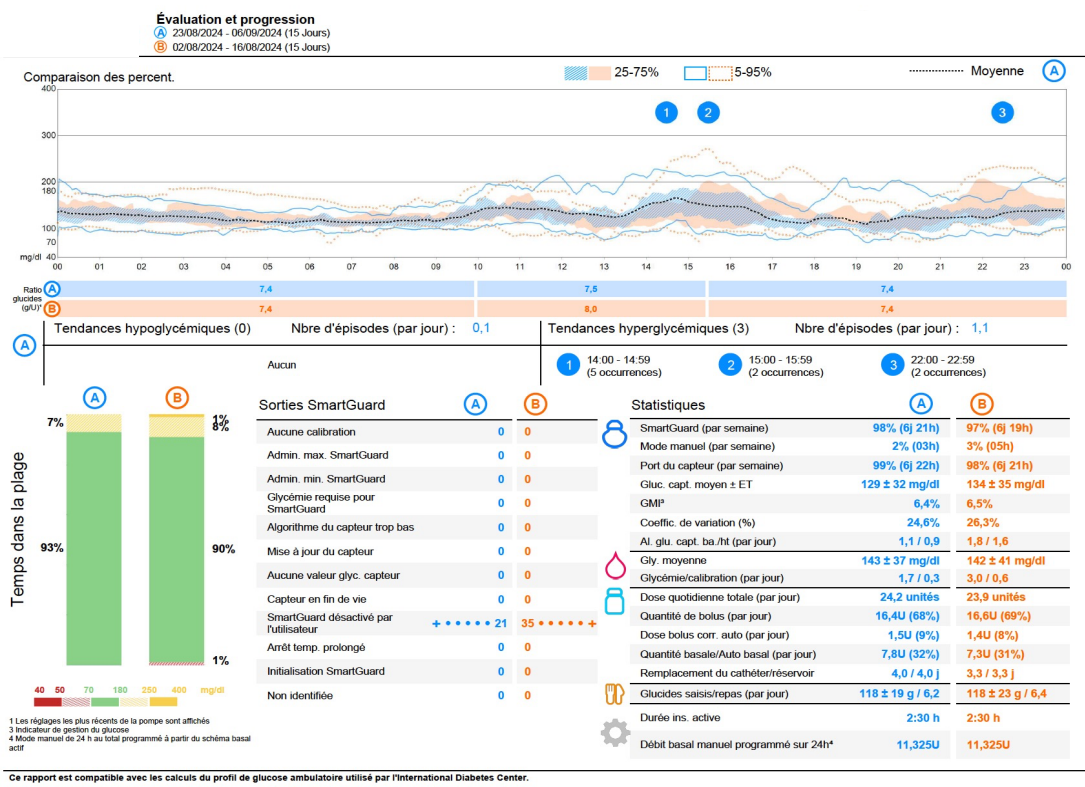 Évaluation et progression
A 23/08/2024 - 06/09/2024 (15 Jours)
B 02/08/2024 - 16/08/2024 (15 Jours)
Comparaison des percent.
25-75%
5-95%
Moyenne A
400
300
200
180
100
70
mg/dl 40
1 2 3
00 01 02 03 04 05 06 07 08 09 10 11 12 13 14 15 16 17 18 19 20 21 22 23 00
Ratio glucides (g/U)*
A 7,4 7,5 7,4
B 7,4 8,0 7,4
A
Tendances hypoglycémiques (0) Nbre d'épisodes (par jour) : 0,1
Aucun
Tendances hyperglycémiques (3) Nbre d'épisodes (par jour) : 1,1
1 14:00 - 14:59 (5 occurrences)
2 15:00 - 15:59 (2 occurrences)
3 22:00 - 22:59 (2 occurrences)
Temps dans la plage
A B
7% 1%
8%
93% 90%
1%
40 50 70 180 250 400 mg/dl
1 Les réglages les plus récents de la pompe sont affichés
3 Indicateur de gestion du glucose
4 Mode manuel de 24 h au total programmé à partir du schéma basal
actif
Sorties SmartGuard A B
Aucune calibration 0 0
Admin. max. SmartGuard 0 0
Admin. min. SmartGuard 0 0
Glycémie requise pour
SmartGuard 0 0
Algorithme du capteur trop bas 0 0
Mise à jour du capteur 0 0
Aucune valeur glyc. capteur 0 0
Capteur en fin de vie 0 0
SmartGuard désactivé par
l'utilisateur + • • • • • 21 35 • • • • • +
Arrêt temp. prolongé 0 0
Initialisation SmartGuard 0 0
Non identifiée 0 0
Statistiques A B
SmartGuard (par semaine) 98% (6j 21h) 97% (6j 19h)
Mode manuel (par semaine) 2% (03h) 3% (05h)
Port du capteur (par semaine) 99% (6j 22h) 98% (6j 21h)
Gluc. capt. moyen ± ET 129 ± 32 mg/dl 134 ± 35 mg/dl
GMI³ 6,4% 6,5%
Coeffic. de variation (%) 24,6% 26,3%
Al. glu. capt. ba./ht (par jour) 1,1 / 0,9 1,8 / 1,6
Gly. moyenne 143 ± 37 mg/dl 142 ± 41 mg/dl
Glycémie/calibration (par jour) 1,7 / 0,3 3,0 / 0,6
Dose quotidienne totale (par jour) 24,2 unités 23,9 unités
Quantité de bolus (par jour) 16,4U (68%) 16,6U (69%)
Dose bolus corr. auto (par jour) 1,5U (9%) 1,4U (8%)
Quantité basale/Auto basal (par jour) 7,8U (32%) 7,3U (31%)
Remplacement du cathéter/réservoir 4,0 / 4,0 j 3,3 / 3,3 j
Glucides saisis/repas (par jour) 118 ± 19 g / 6,2 118 ± 23 g / 6,4
Durée ins. active 2:30 h 2:30 h
Débit basal manuel programmé sur 24h⁴ 11,325U 11,325U
Ce rapport est compatible avec les calculs du profil de glucose ambulatoire utilisé par l'International Diabetes Center.